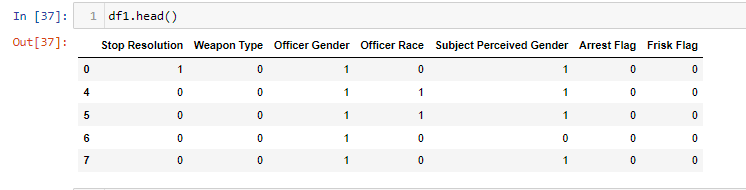 In [37]: 1 df1.head()
Out[37]:
Stop Resolution Weapon Type Officer Gender Officer Race Subject Perceived Gender Arrest Flag Frisk Flag
0 1 0 1 0 1 0 0
4 0 0 1 1 1 0 0
5 0 0 1 1 1 0 0
6 0 0 1 0 0 0 0
7 0 0 1 0 1 0 0